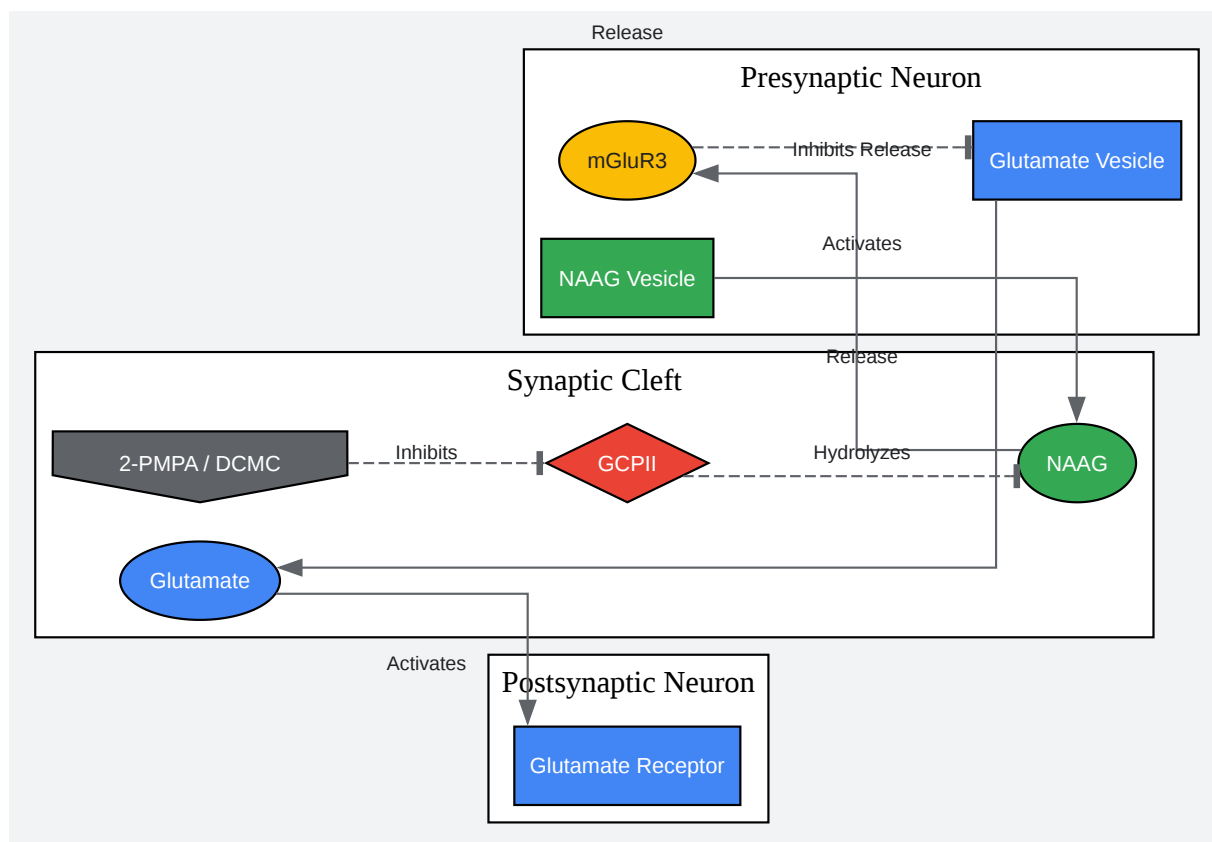 Release
Presynaptic Neuron
mGluR3
Inhibits Release
Glutamate Vesicle
Activates
NAAG Vesicle
Release
Synaptic Cleft
2-PMPA / DCMC
Inhibits
GCPII
Hydrolyzes
NAAG
Glutamate
Activates
Postsynaptic Neuron
Glutamate Receptor